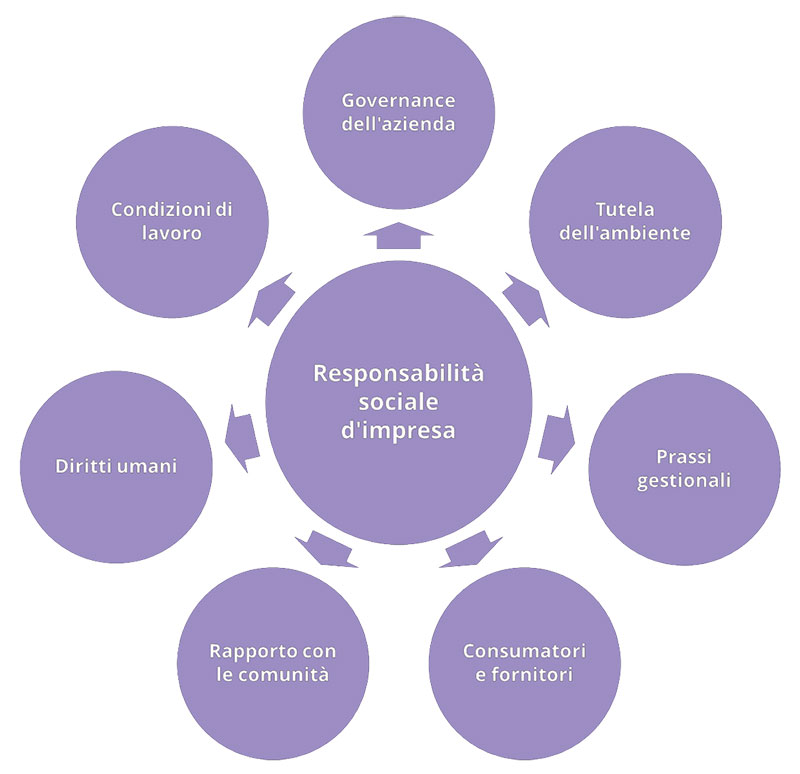 Governance
dell'azienda
Condizioni di
lavoro
Tutela
dell'ambiente
Responsabilità
sociale
d'impresa
Diritti umani
Prassi
gestionali
Rapporto con
le comunità
Consumatori
e fornitori